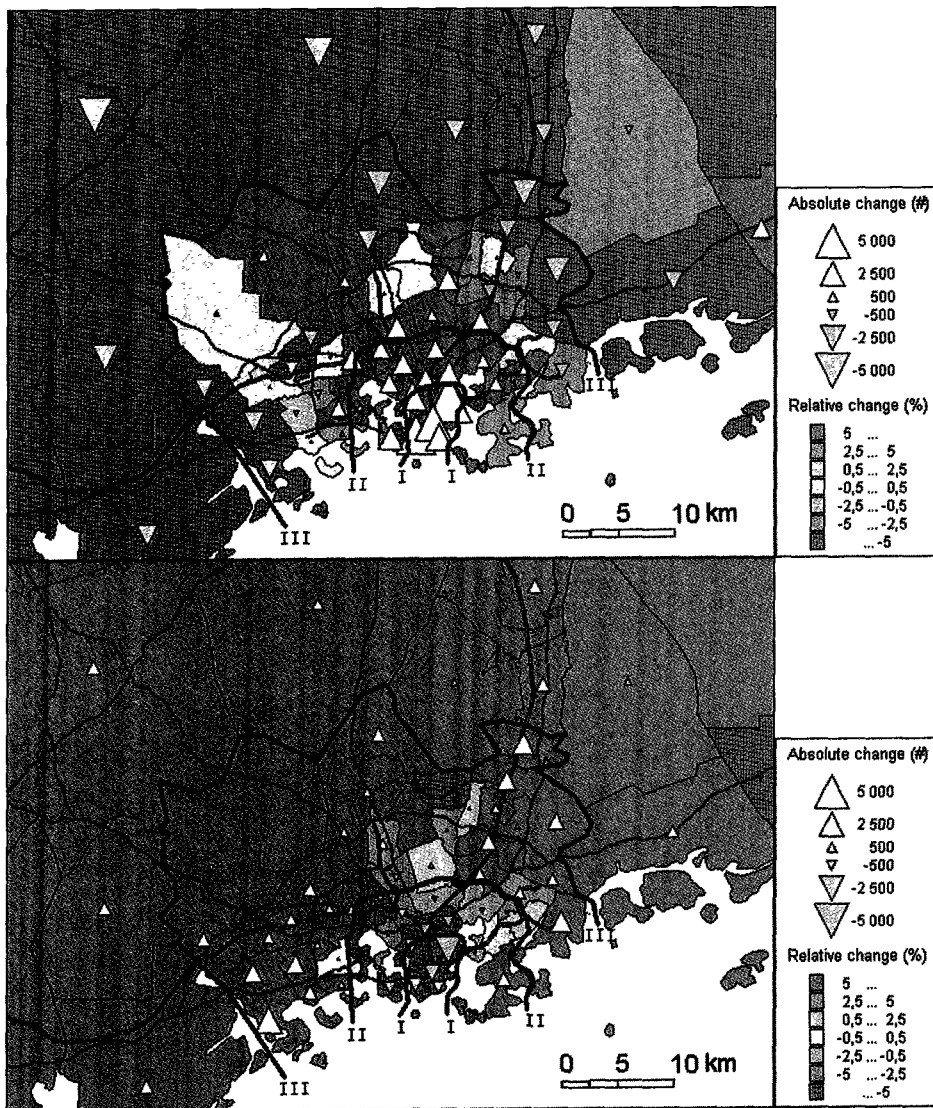 Absolute change (#)
5 000
2 500
500
-500
-2 500
-5 000
Relative change (%)
5 ...
2,5 ... 5
0,5 ... 2,5
-0,5 ... 0,5
-2,5 ... -0,5
-5 ... -2,5
... -5
III
II
I
I
II
III
0 5 10 km
Absolute change (#)
5 000
2 500
500
-500
-2 500
-5 000
Relative change (%)
5 ...
2,5 ... 5
0,5 ... 2,5
-0,5 ... 0,5
-2,5 ... -0,5
-5 ... -2,5
... -5
III
II
I
I
II
III
0 5 10 km